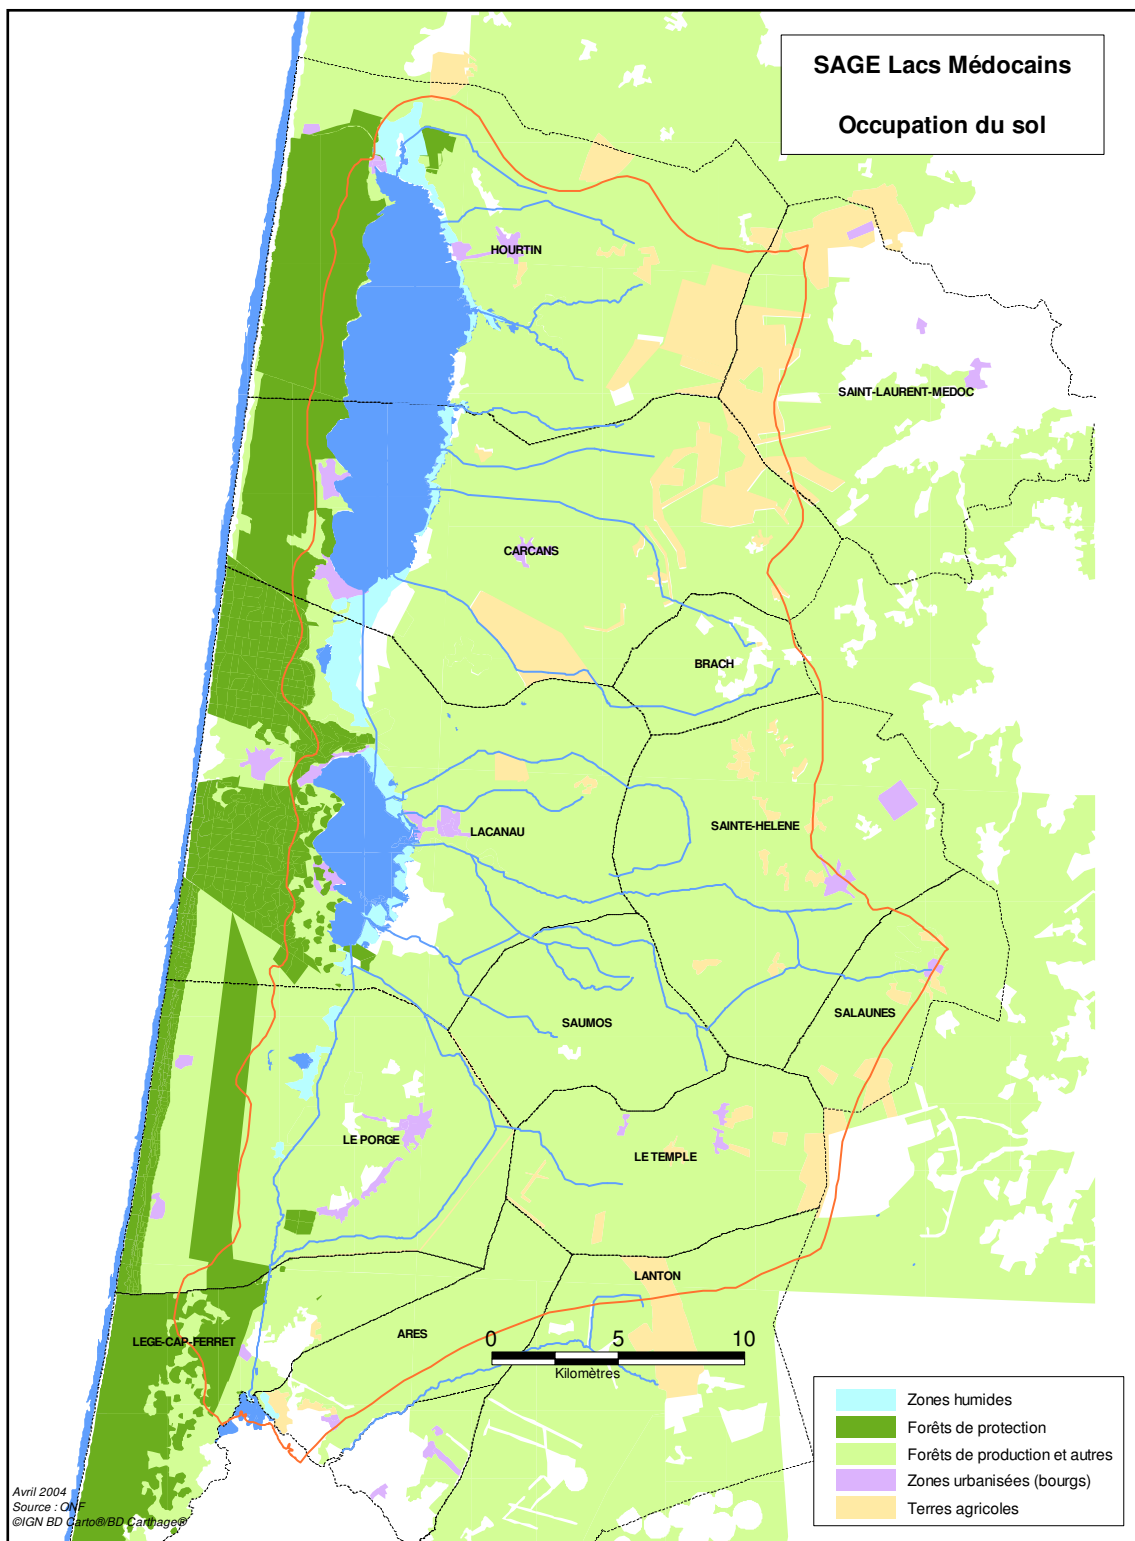 SAGE Lacs Médocains
Occupation du sol
HOURTIN
SAINT-LAURENT-MEDOC
CARCANS
BRACH
LACANAU
SAINTE-HELENE
SAUMOS
SALAUNES
LE PORGE
LE TEMPLE
LANTON
LEGE-CAP-FERRET
ARES
0 5 10
Kilomètres
Zones humides
Forêts de protection
Forêts de production et autres
Zones urbanisées (bourgs)
Terres agricoles
Avril 2004
Source : ONF
©IGN BD Carto®/BD Carthage®